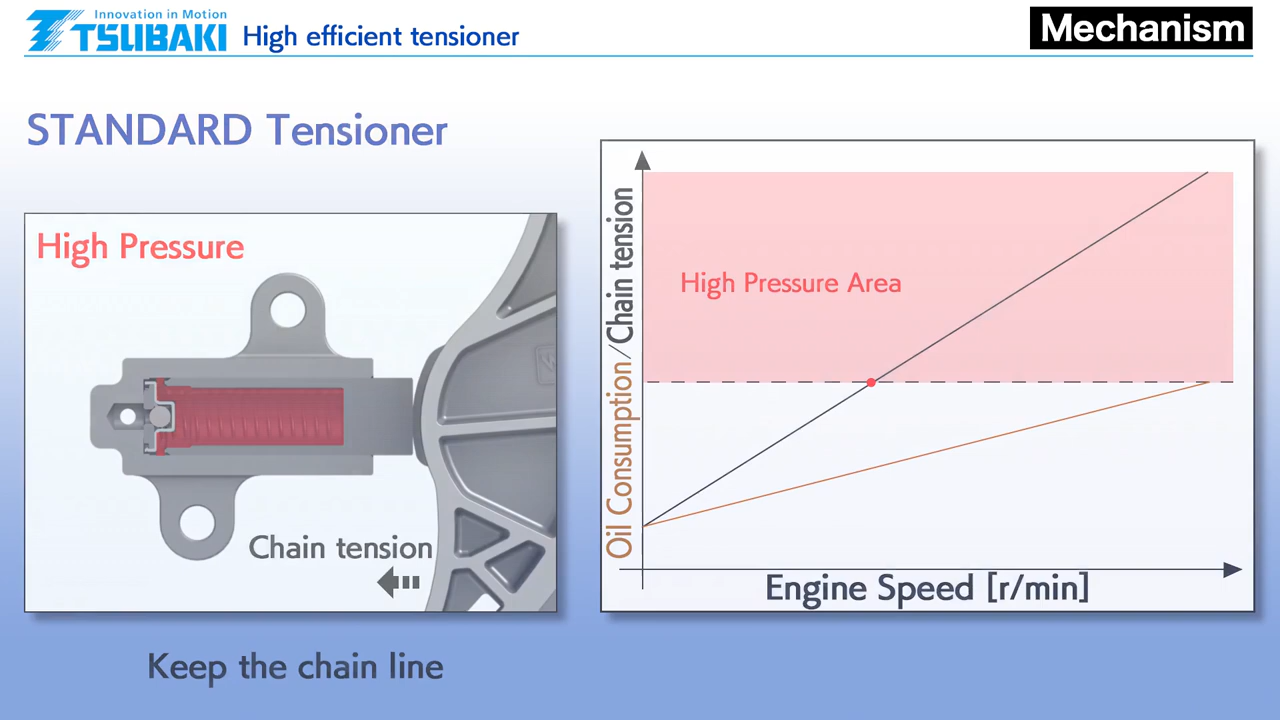 Innovation in Motion
TSUBAKI
High efficient tensioner
Mechanism
STANDARD Tensioner
High Pressure
Chain tension
Keep the chain line
Oil Consumption/Chain tension
High Pressure Area
Engine Speed [r/min]